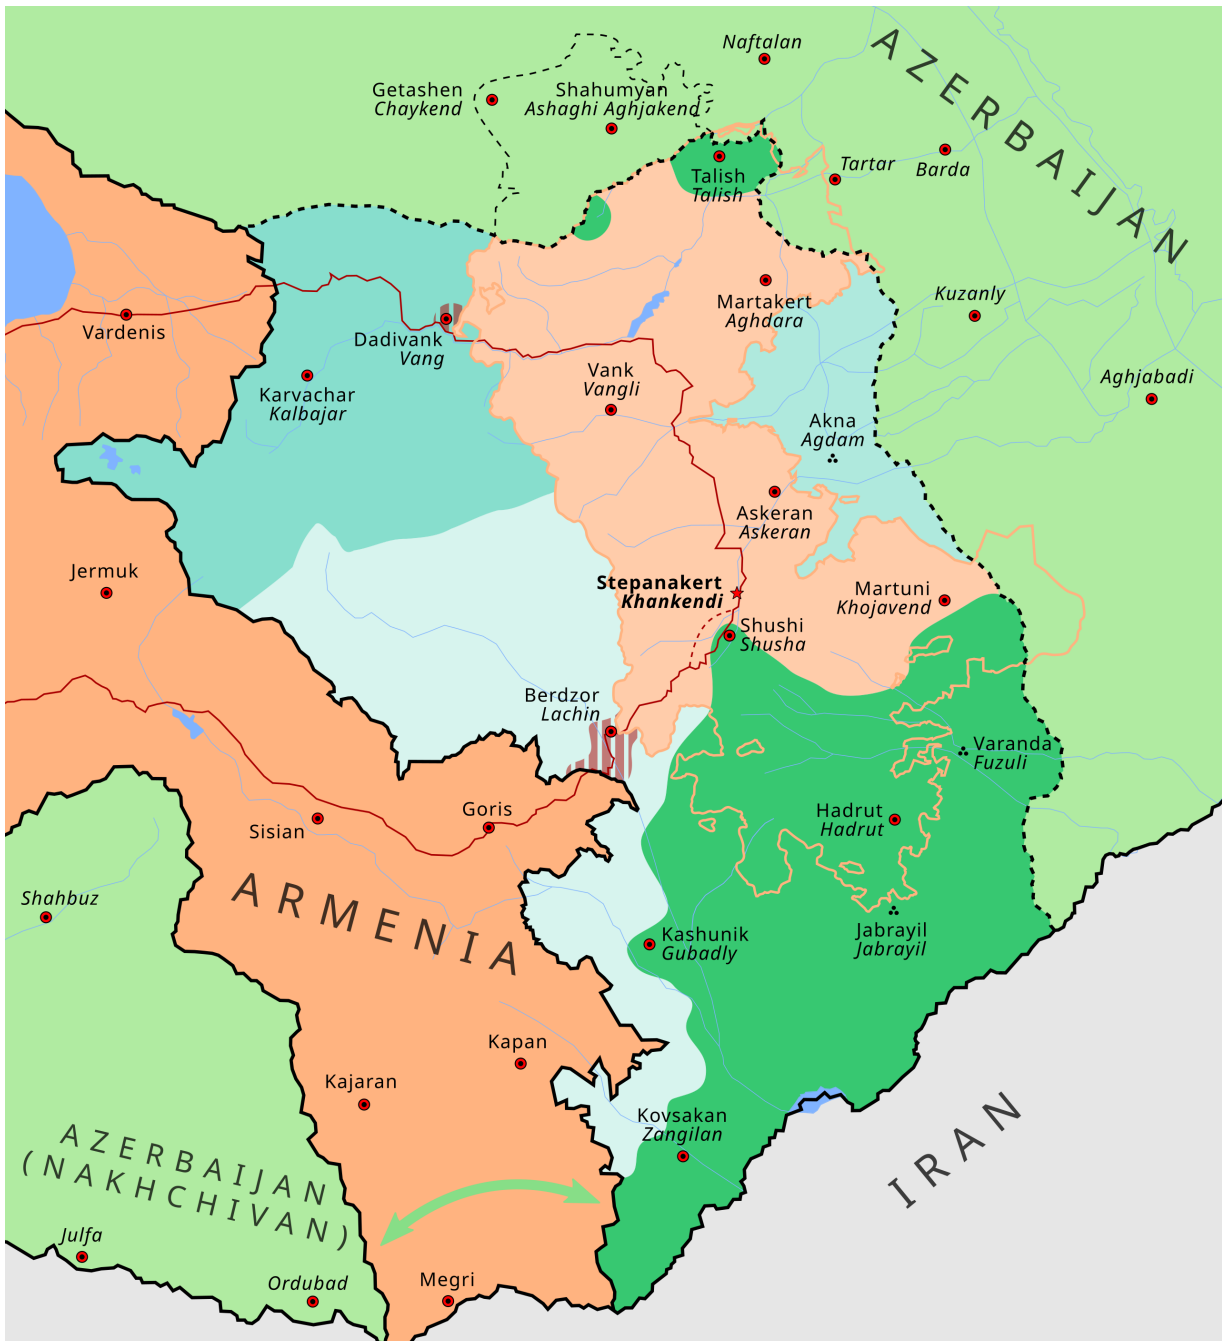 Naftalan
AZERBAIJAN
Getashen
Chaykend
Shahumyan
Ashaghi Aghjakend
Talish
Talish
Tartar
Barda
Martakert
Aghdara
Kuzanly
Vardenis
Dadivank
Vang
Karvachar
Kalbajar
Vank
Vangli
Aghjabadi
Akna
Agdam
Askeran
Askeran
Jermuk
Stepanakert
Khankendi
Martuni
Khojavend
Shushi
Shusha
Berdzor
Lachin
Varanda
Fuzuli
Goris
Sisian
Hadrut
Hadrut
ARMENIA
Shahbuz
Kashunik
Gubadly
Jabrayil
Jabrayil
Kapan
Kajaran
Kovsakan
Zangilan
IRAN
AZERBAIJAN
(NAKHCHIVAN)
Julfa
Ordubad
Megri